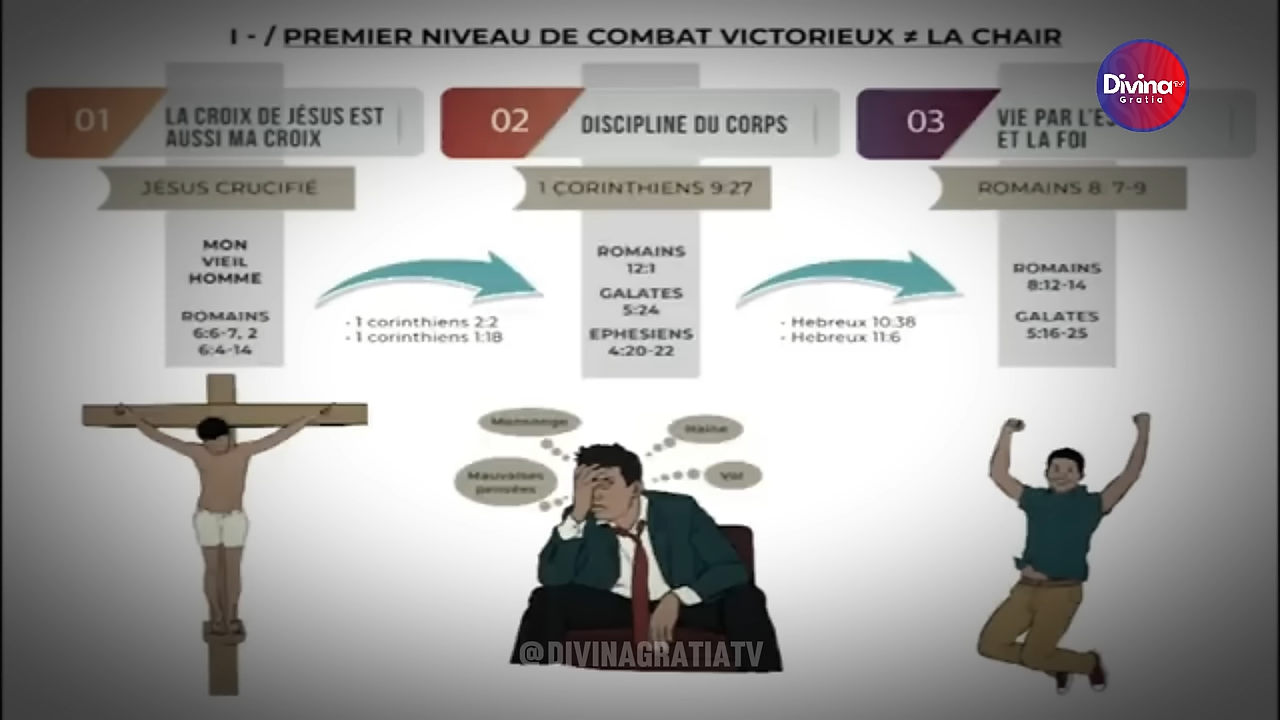 I - / PREMIER NIVEAU DE COMBAT VICTORIEUX ≠ LA CHAIR
Divina TV
Gratia
01
LA CROIX DE JÉSUS EST
AUSSI MA CROIX
JÉSUS CRUCIFIÉ
MON
VIEIL
HOMME
ROMAINS
6:6-7, 2
6:4-14
- 1 corinthiens 2:2
- 1 corinthiens 1:18
02
DISCIPLINE DU CORPS
1 CORINTHIENS 9:27
ROMAINS
12:1
GALATES
5:24
EPHESIENS
4:20-22
- Hebreux 10:38
- Hebreux 11:6
03
VIE PAR
ET LA FOI
ROMAINS 8: 7-9
ROMAINS
8:12-14
GALATES
5:16-25
Mensonge
Haine
Mauvaises
pensées
Vol
@DIVINAGRATIATV